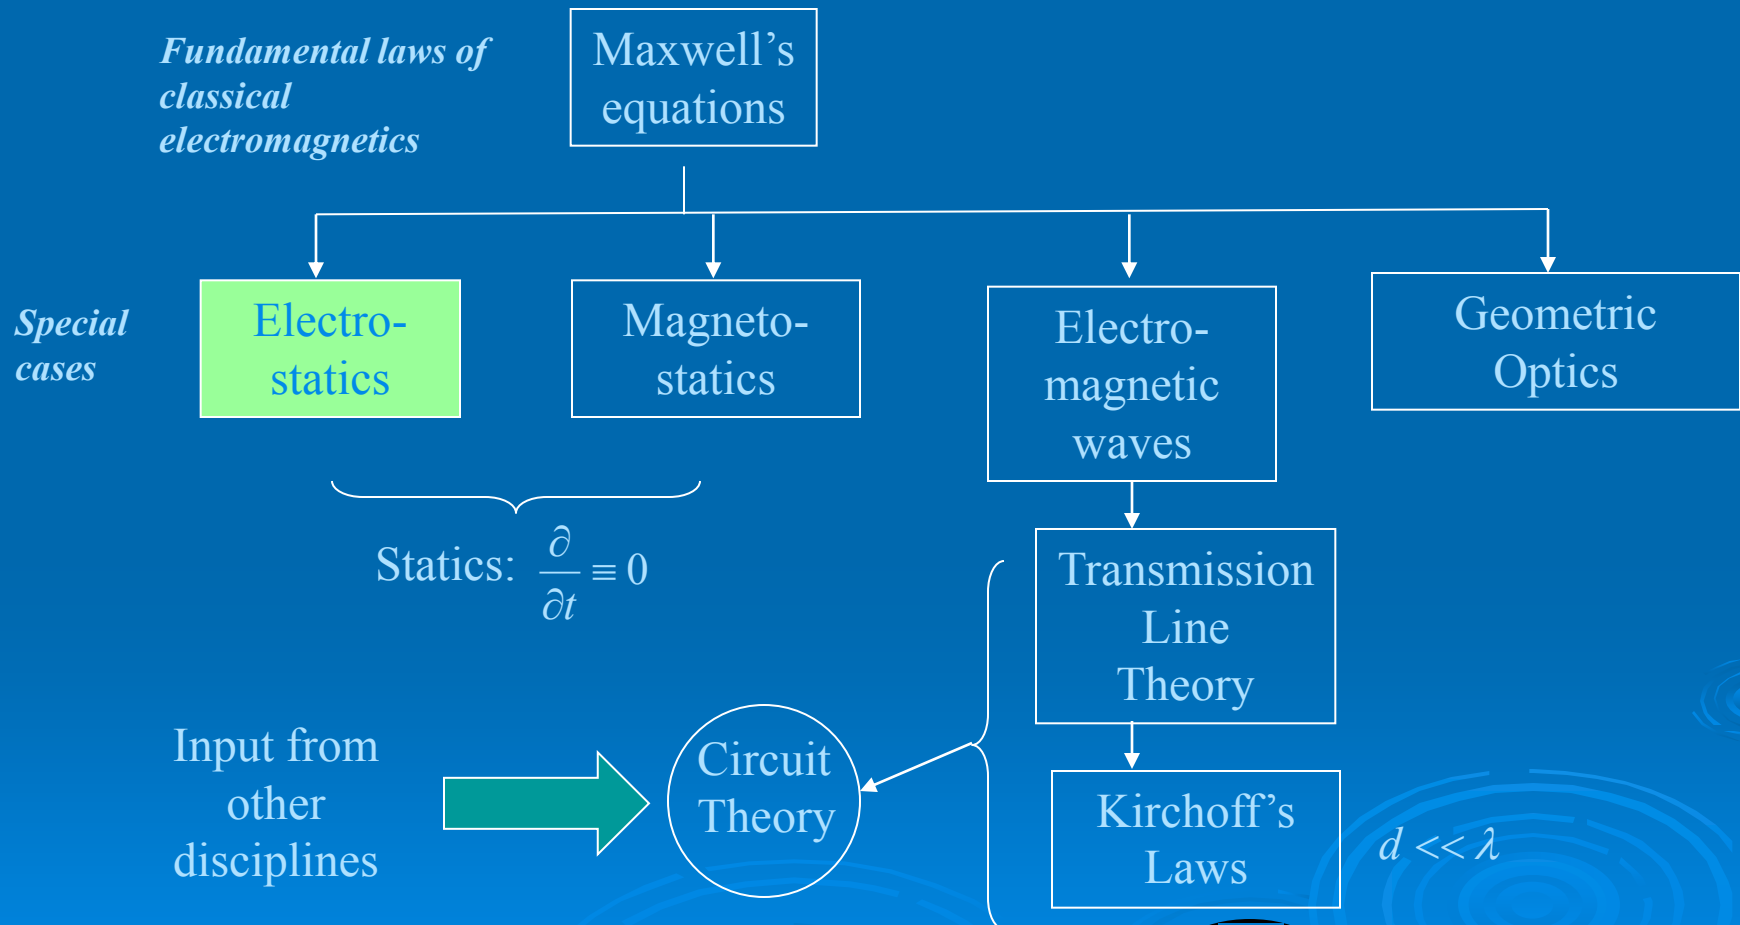 Fundamental laws of
classical
electromagnetics
Maxwell’s
equations
Special
cases
Electro-
statics
Magneto-
statics
Electro-
magnetic
waves
Geometric
Optics
Statics: ∂/∂t ≡ 0
Transmission
Line
Theory
Input from
other
disciplines
Circuit
Theory
Kirchoff’s
Laws
d << λ